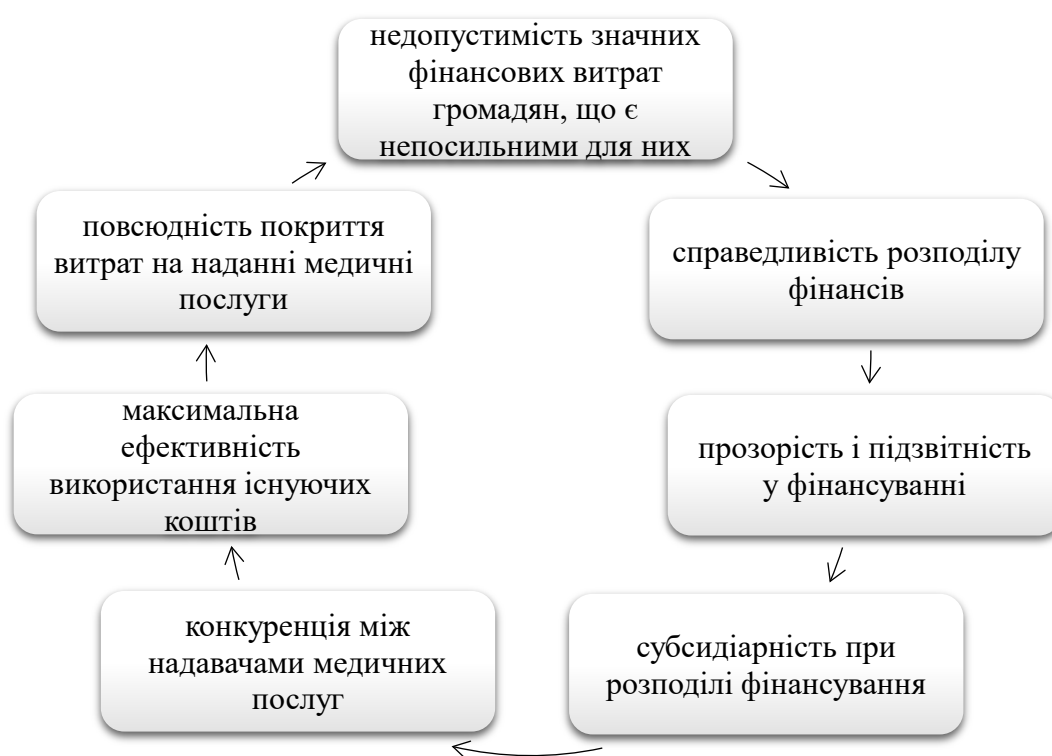 недопустимість значних
фінансових витрат
громадян, що є
непосильними для них
справедливість розподілу
фінансів
прозорість і підзвітність
у фінансуванні
субсидіарність при
розподілі фінансування
конкуренція між
надавачами медичних
послуг
максимальна
ефективність
використання існуючих
коштів
повсюдність покриття
витрат на наданні медичні
послуги